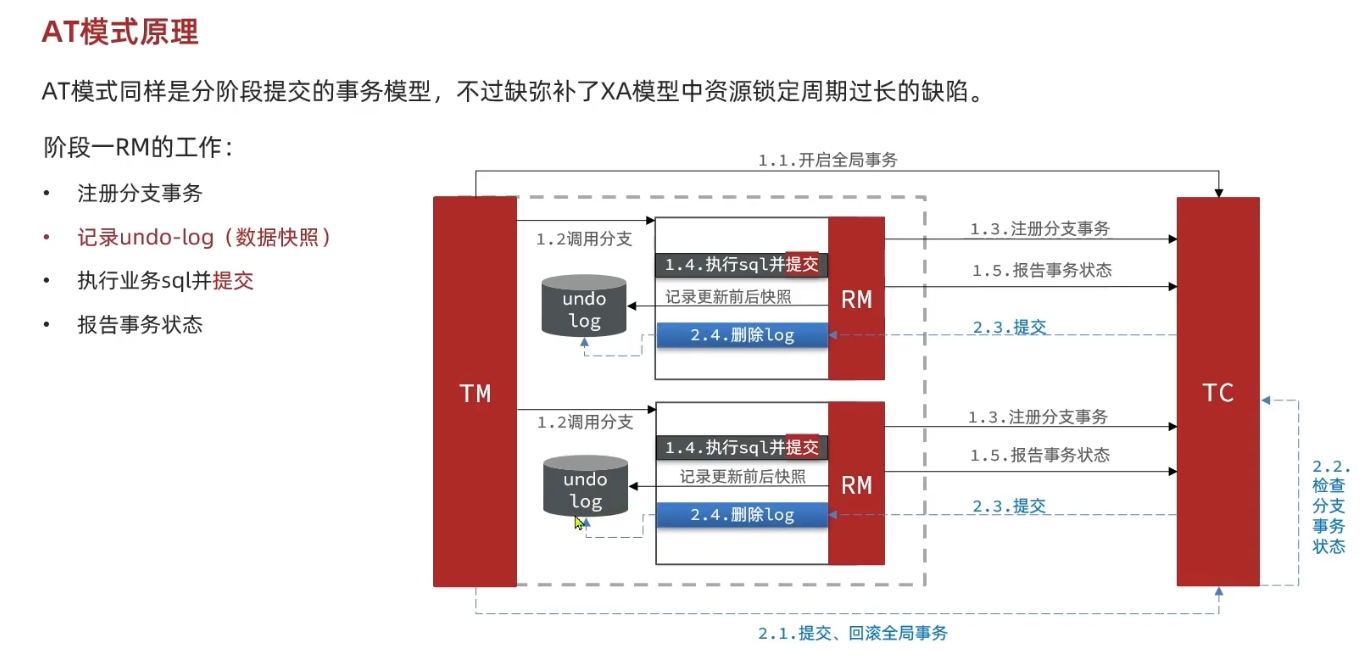 AT模式原理
AT模式同样是分阶段提交的事务模型，不过缺弥补了XA模型中资源锁定周期过长的缺陷。
阶段一RM的工作：
• 注册分支事务
• 记录undo-log（数据快照）
• 执行业务sql并提交
• 报告事务状态
1.1.开启全局事务
TM
1.2调用分支
1.4.执行sql并提交
记录更新前后快照
undo
log
2.4.删除log
RM
1.3.注册分支事务
1.5.报告事务状态
2.3.提交
1.2调用分支
1.4.执行sql并提交
记录更新前后快照
undo
log
2.4.删除log
RM
1.3.注册分支事务
1.5.报告事务状态
2.3.提交
TC
2.2.
检查
分支
事务
状态
2.1.提交、回滚全局事务